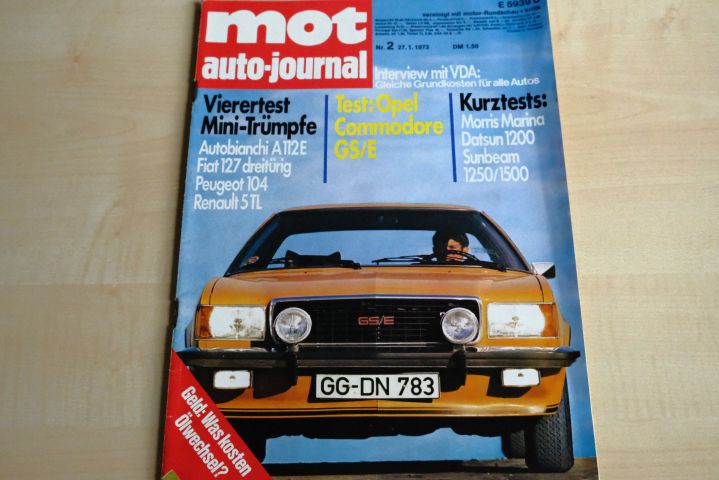 E 5939 D
mot
auto-journal
vereinigt mit motor-Rundschau
Nr. 2 27.1.1973 DM 1.50
Interview mit VDA:
Gleiche Grundkosten für alle Autos
Vierertest
Mini-Trümpfe
Autobianchi A112E
Fiat 127 dreitürig
Peugeot 104
Renault 5 TL
Test: Opel
Commodore
GS/E
Kurztests:
Morris Marina
Datsun 1200
Sunbeam
1250/1500
GS/E
GG-DN 783
Geld: Was kosten
Ölwechsel?